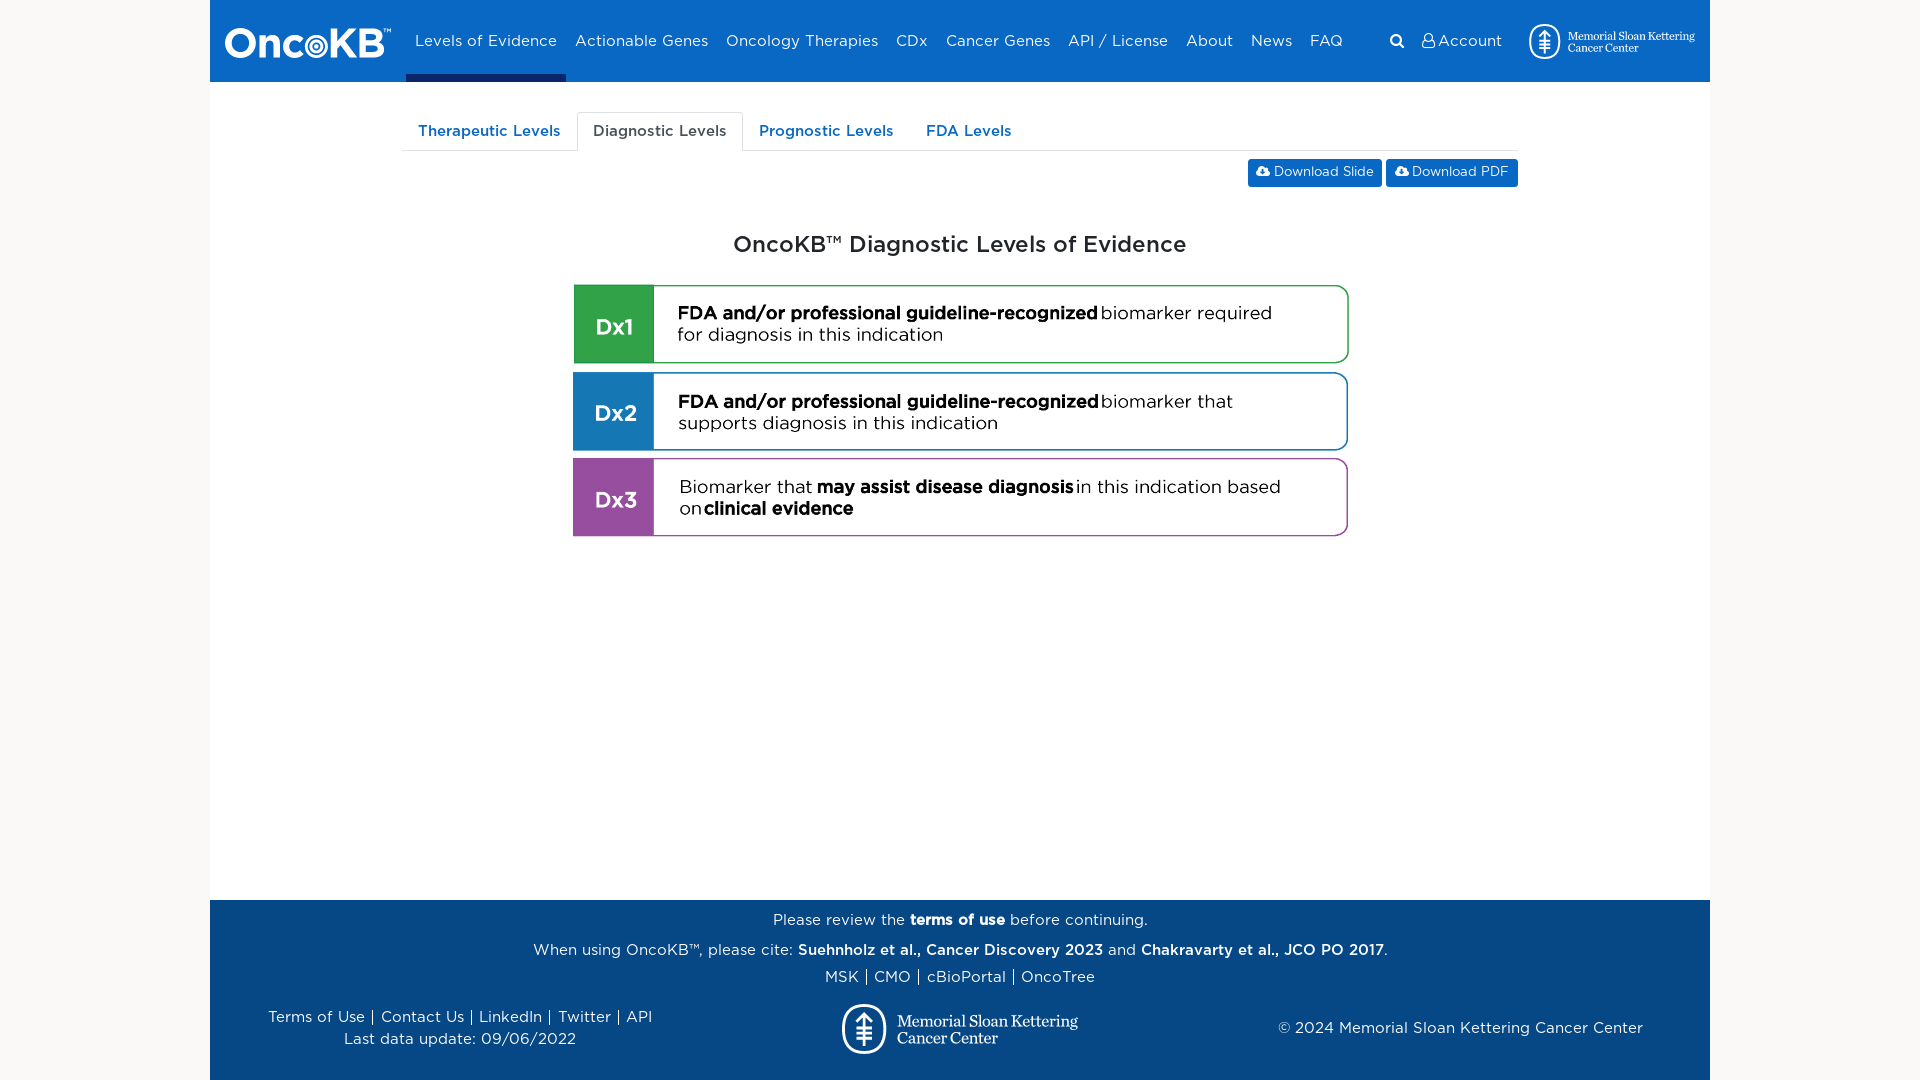 OncoKB™ Levels of Evidence Actionable Genes Oncology Therapies CDx Cancer Genes API / License About News FAQ Account Memorial Sloan Kettering
Cancer Center
Therapeutic Levels Diagnostic Levels Prognostic Levels FDA Levels
Download Slide Download PDF
OncoKB™ Diagnostic Levels of Evidence
Dx1
FDA and/or professional guideline-recognized biomarker required
for diagnosis in this indication
Dx2
FDA and/or professional guideline-recognized biomarker that
supports diagnosis in this indication
Dx3
Biomarker that may assist disease diagnosis in this indication based
on clinical evidence
Please review the terms of use before continuing.
When using OncoKB™, please cite: Suehnholz et al., Cancer Discovery 2023 and Chakravarty et al., JCO PO 2017.
MSK | CMO | cBioPortal | OncoTree
Terms of Use | Contact Us | LinkedIn | Twitter | API
Last data update: 09/06/2022
Memorial Sloan Kettering
Cancer Center
© 2024 Memorial Sloan Kettering Cancer Center